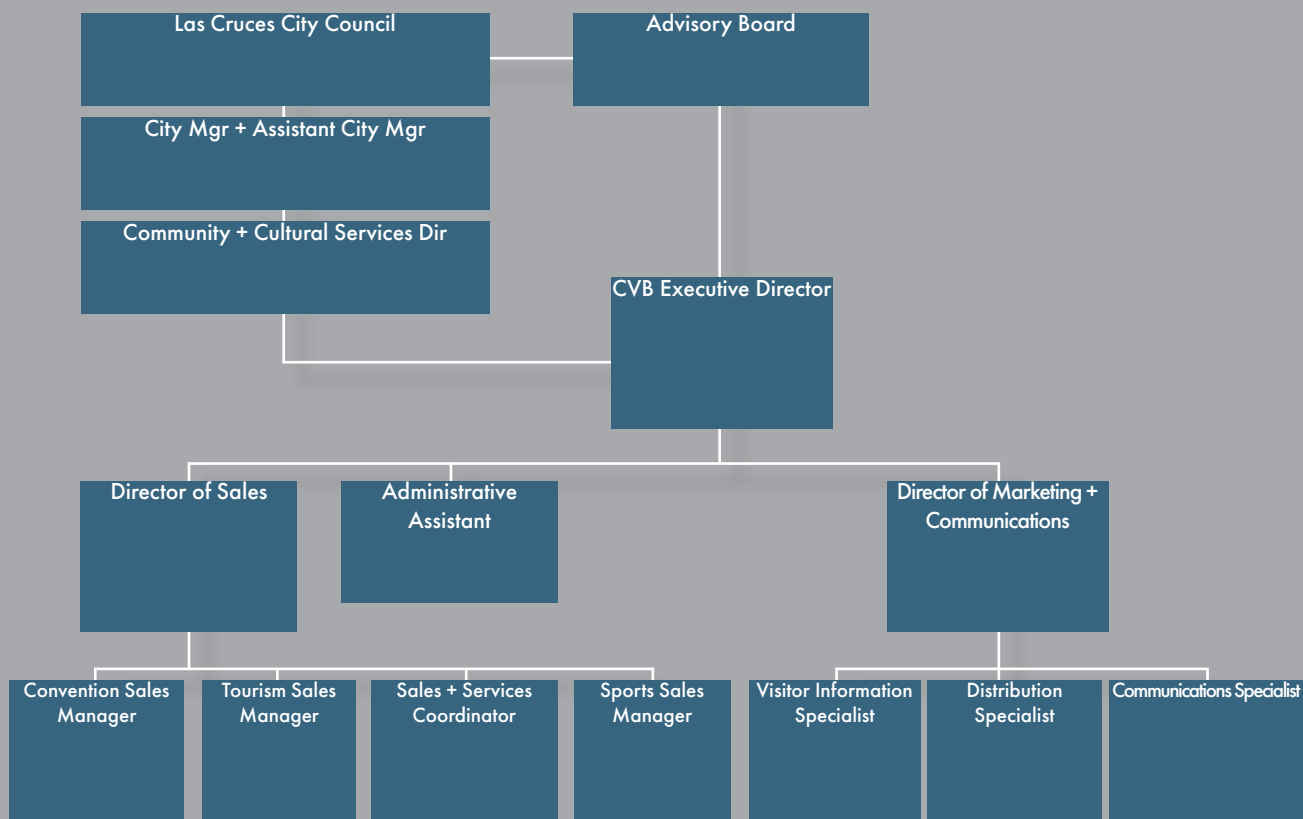 Las Cruces City Council
Advisory Board
City Mgr + Assistant City Mgr
Community + Cultural Services Dir
CVB Executive Director
Director of Sales
Administrative
Assistant
Director of Marketing +
Communications
Convention Sales
Manager
Tourism Sales
Manager
Sales + Services
Coordinator
Sports Sales
Manager
Visitor Information
Specialist
Distribution
Specialist
Communications Specialist